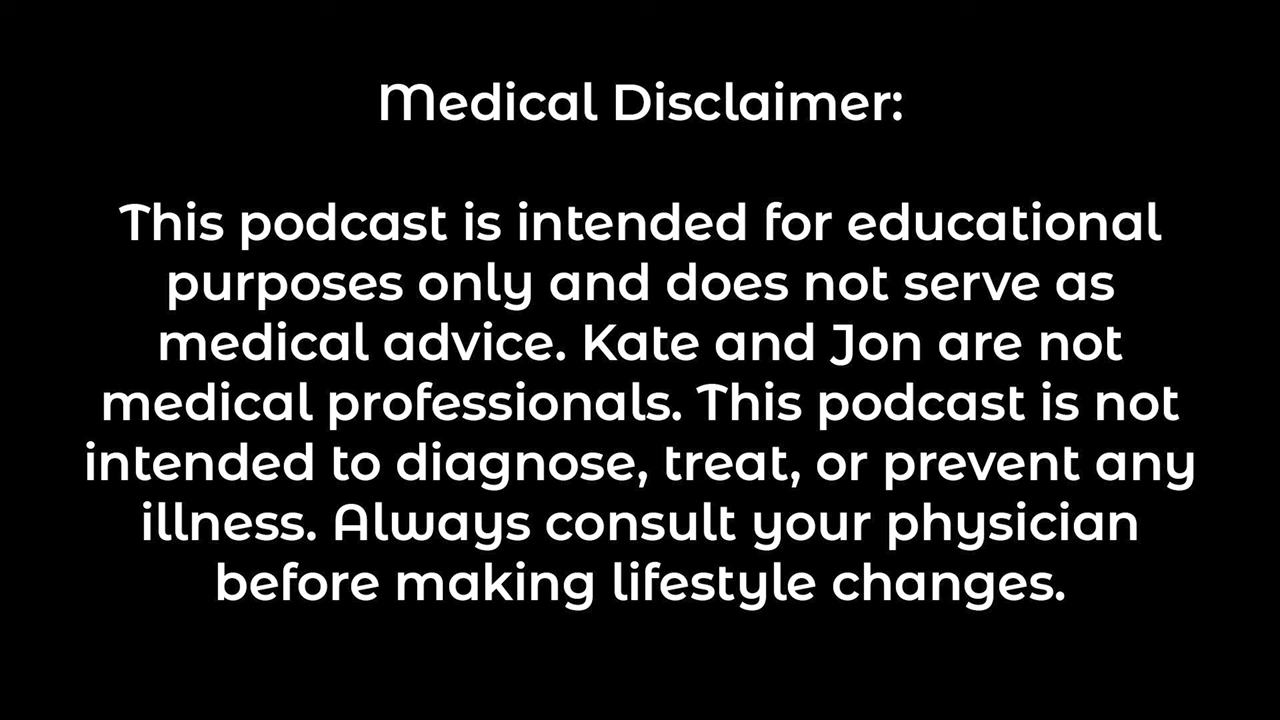 Medical Disclaimer:
This podcast is intended for educational
purposes only and does not serve as
medical advice. Kate and Jon are not
medical professionals. This podcast is not
intended to diagnose, treat, or prevent any
illness. Always consult your physician
before making lifestyle changes.